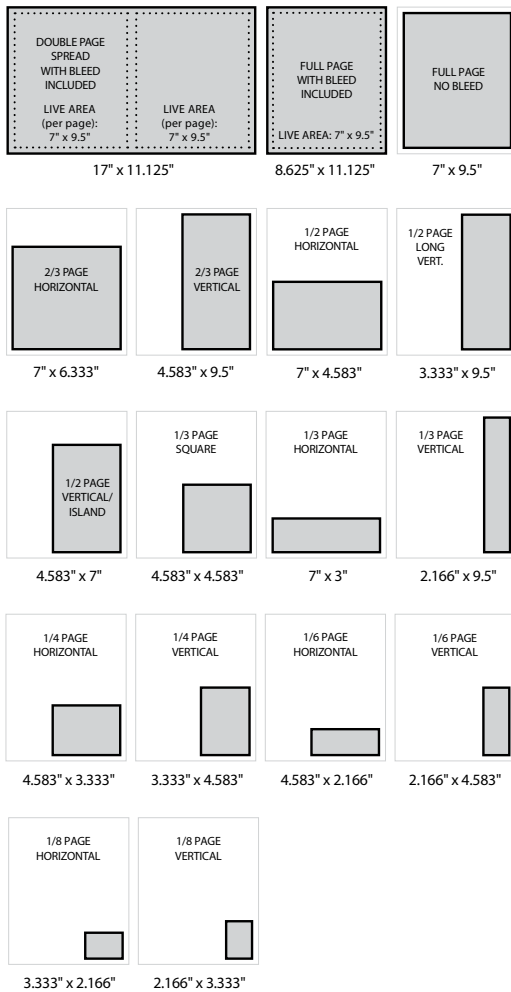 DOUBLE PAGE
SPREAD
WITH BLEED
INCLUDED
LIVE AREA
(per page):
7" x 9.5"
LIVE AREA
(per page):
7" x 9.5"
17" x 11.125"
FULL PAGE
WITH BLEED
INCLUDED
LIVE AREA: 7" x 9.5"
8.625" x 11.125"
FULL PAGE
NO BLEED
7" x 9.5"
2/3 PAGE
HORIZONTAL
7" x 6.333"
2/3 PAGE
VERTICAL
4.583" x 9.5"
1/2 PAGE
HORIZONTAL
7" x 4.583"
1/2 PAGE
LONG
VERT.
3.333" x 9.5"
1/2 PAGE
VERTICAL/
ISLAND
4.583" x 7"
1/3 PAGE
SQUARE
4.583" x 4.583"
1/3 PAGE
HORIZONTAL
7" x 3"
1/3 PAGE
VERTICAL
2.166" x 9.5"
1/4 PAGE
HORIZONTAL
4.583" x 3.333"
1/4 PAGE
VERTICAL
3.333" x 4.583"
1/6 PAGE
HORIZONTAL
4.583" x 2.166"
1/6 PAGE
VERTICAL
2.166" x 4.583"
1/8 PAGE
HORIZONTAL
3.333" x 2.166"
1/8 PAGE
VERTICAL
2.166" x 3.333"